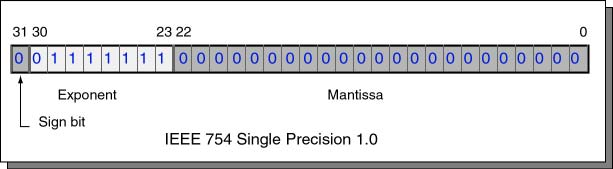 31 30 23 22 0
0 0 1 1 1 1 1 1 1 0 0 0 0 0 0 0 0 0 0 0 0 0 0 0 0 0 0 0 0 0 0 0
Exponent Mantissa
Sign bit
IEEE 754 Single Precision 1.0